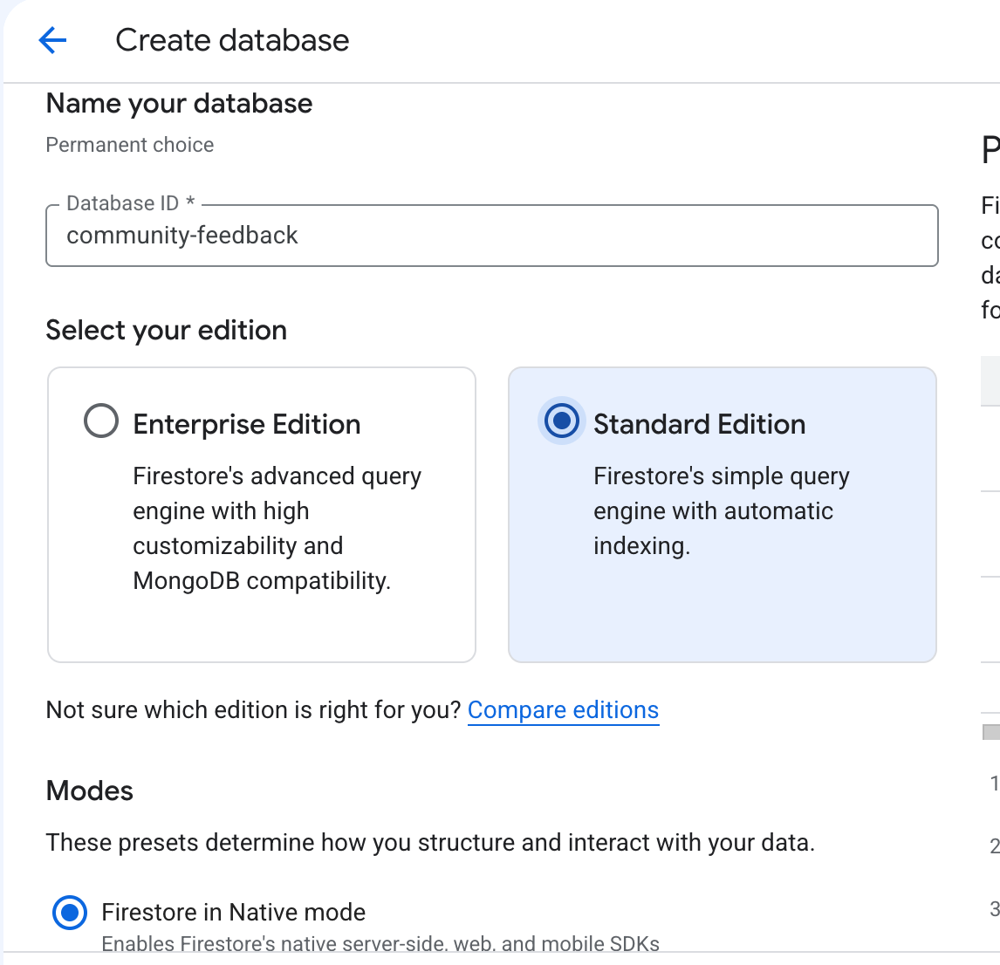 Create database
Name your database
Permanent choice
Database ID *
community-feedback
Select your edition
Enterprise Edition
Firestore's advanced query
engine with high
customizability and
MongoDB compatibility.
Standard Edition
Firestore's simple query
engine with automatic
indexing.
Not sure which edition is right for you? Compare editions
Modes
These presets determine how you structure and interact with your data.
Firestore in Native mode
Enables Firestore's native server-side, web, and mobile SDKs
P
Fi
co
da
fo
1
2
3